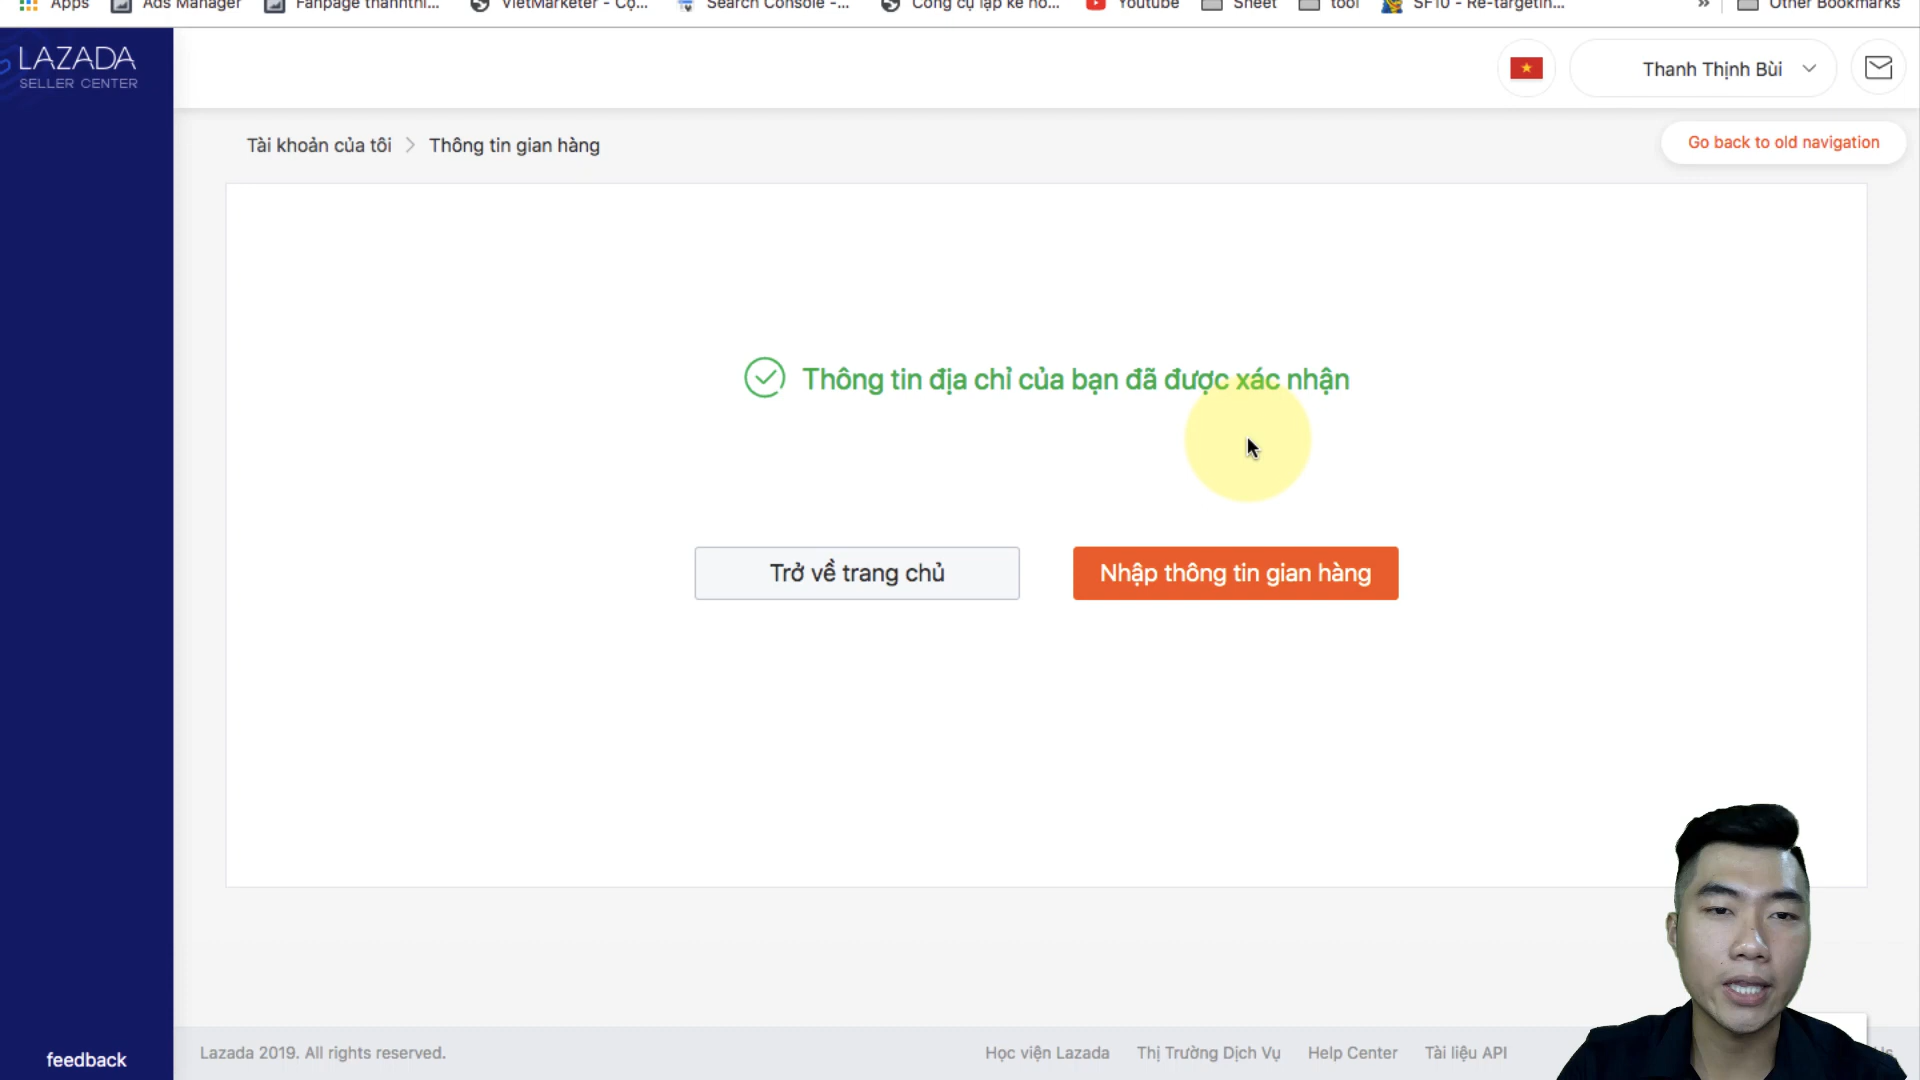 Apps Ads Manager Fanpage thanhthi... VietMarketer - Cộ... Search Console -... Công cụ lập kế ho... Youtube Sheet tool SF10 - Re-targetin... » Other Bookmarks
LAZADA
SELLER CENTER
Thanh Thịnh Bùi
Tài khoản của tôi > Thông tin gian hàng
Go back to old navigation
Thông tin địa chỉ của bạn đã được xác nhận
Trở về trang chủ
Nhập thông tin gian hàng
feedback
Lazada 2019. All rights reserved.
Học viện Lazada Thị Trường Dịch Vụ Help Center Tài liệu API